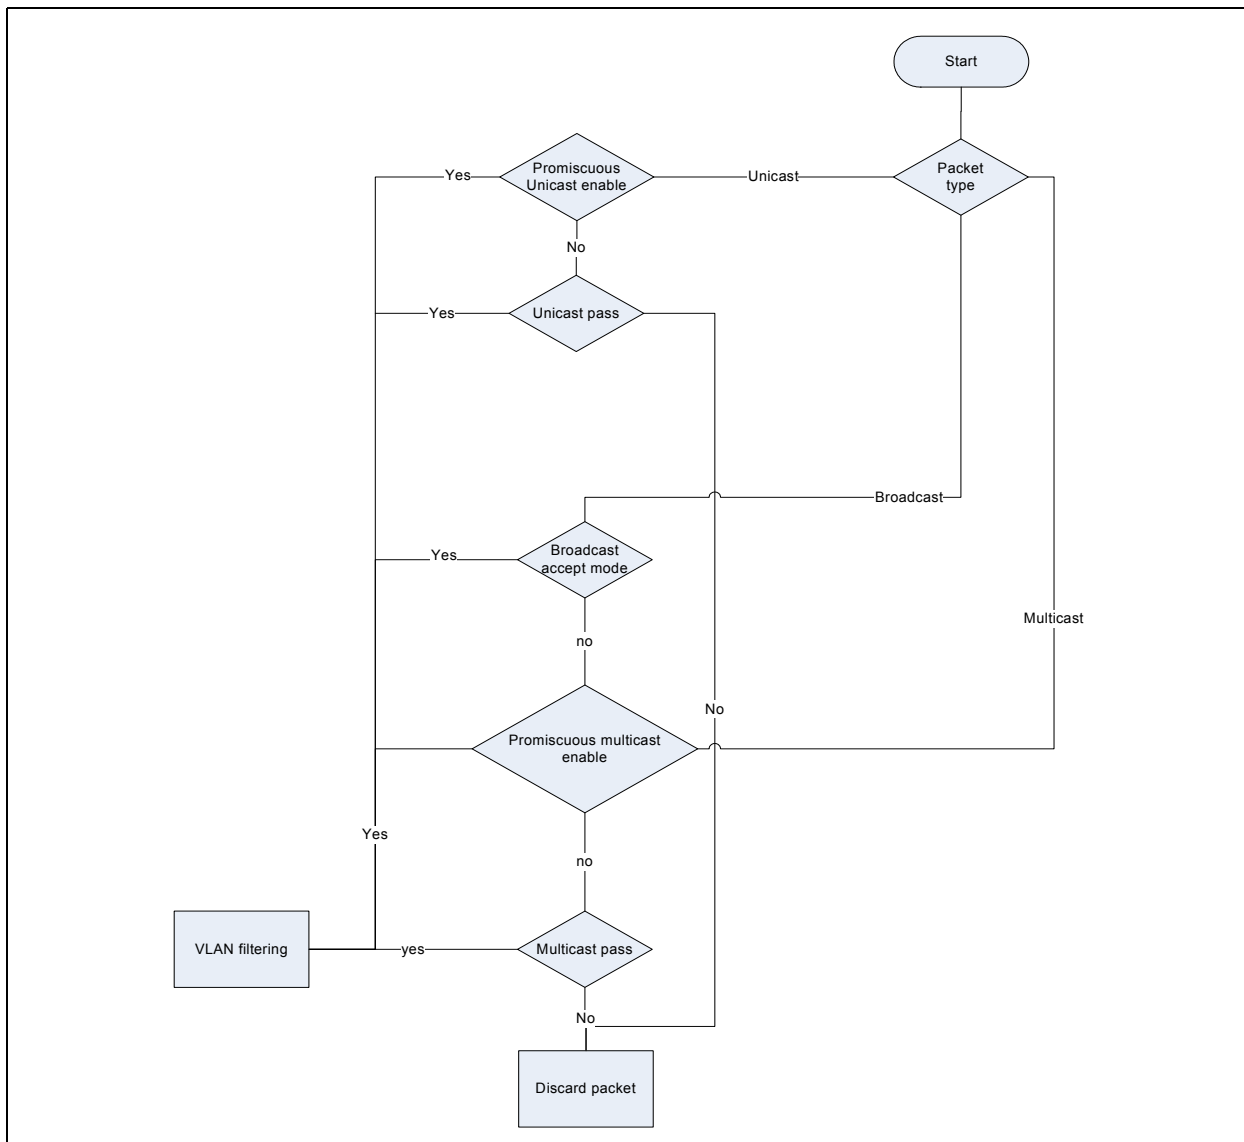 Start
Packet
type
Unicast
Promiscuous
Unicast enable
Yes
No
Unicast pass
Yes
Broadcast
Broadcast
accept mode
Yes
Multicast
no
No
Promiscuous multicast
enable
Yes
no
VLAN filtering
yes
Multicast pass
No
Discard packet